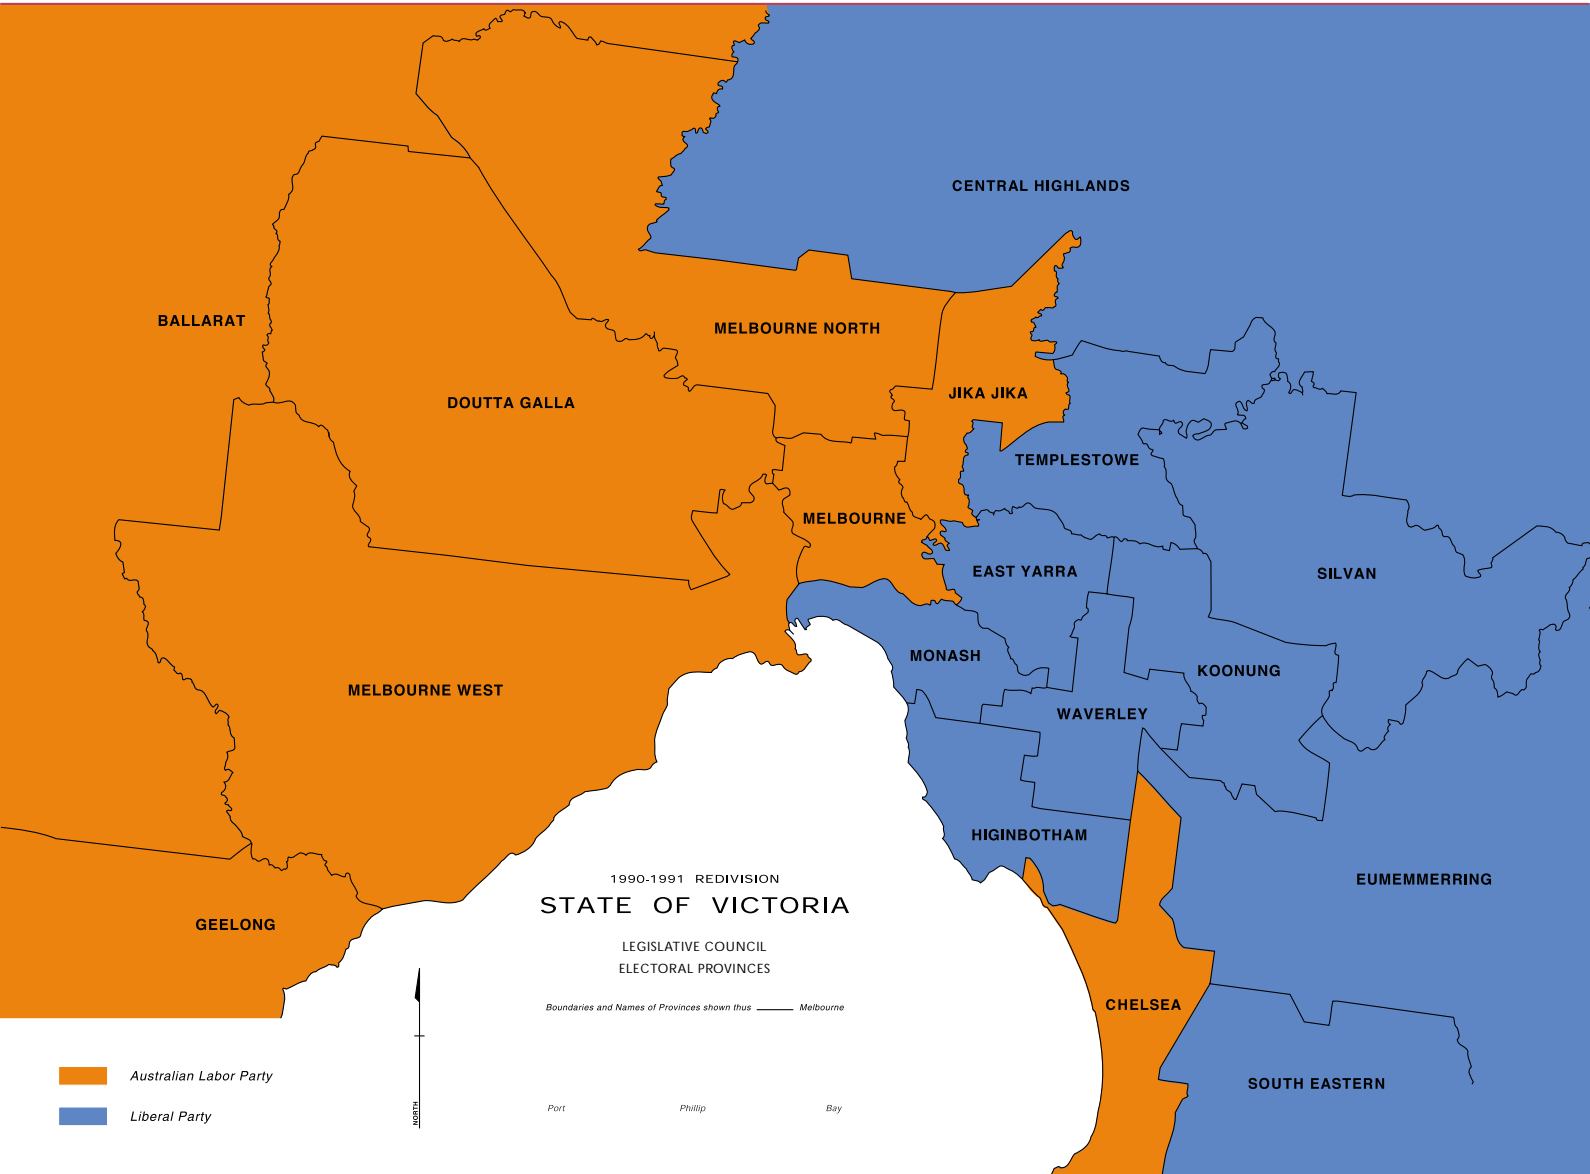 CENTRAL HIGHLANDS
BALLARAT
MELBOURNE NORTH
JIKA JIKA
DOUTTA GALLA
TEMPLESTOWE
MELBOURNE
EAST YARRA
SILVAN
MONASH
KOONUNG
MELBOURNE WEST
WAVERLEY
HIGINBOTHAM
EUMEMMERRING
GEELONG
CHELSEA
SOUTH EASTERN
1990-1991 REDIVISION
STATE OF VICTORIA
LEGISLATIVE COUNCIL
ELECTORAL PROVINCES
Boundaries and Names of Provinces shown thus Melbourne
Australian Labor Party
Liberal Party
NORTH
Port Phillip Bay